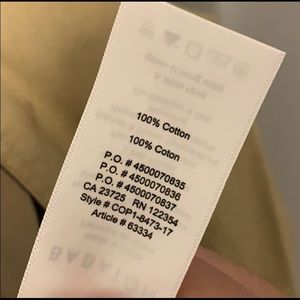 100% Cotton
100% Coton
P.O. # 4500070835
P.O. # 4500070836
P.O. # 4500070837
CA 23725 RN 122354
Style # COP1-8473-17
Article # 63334